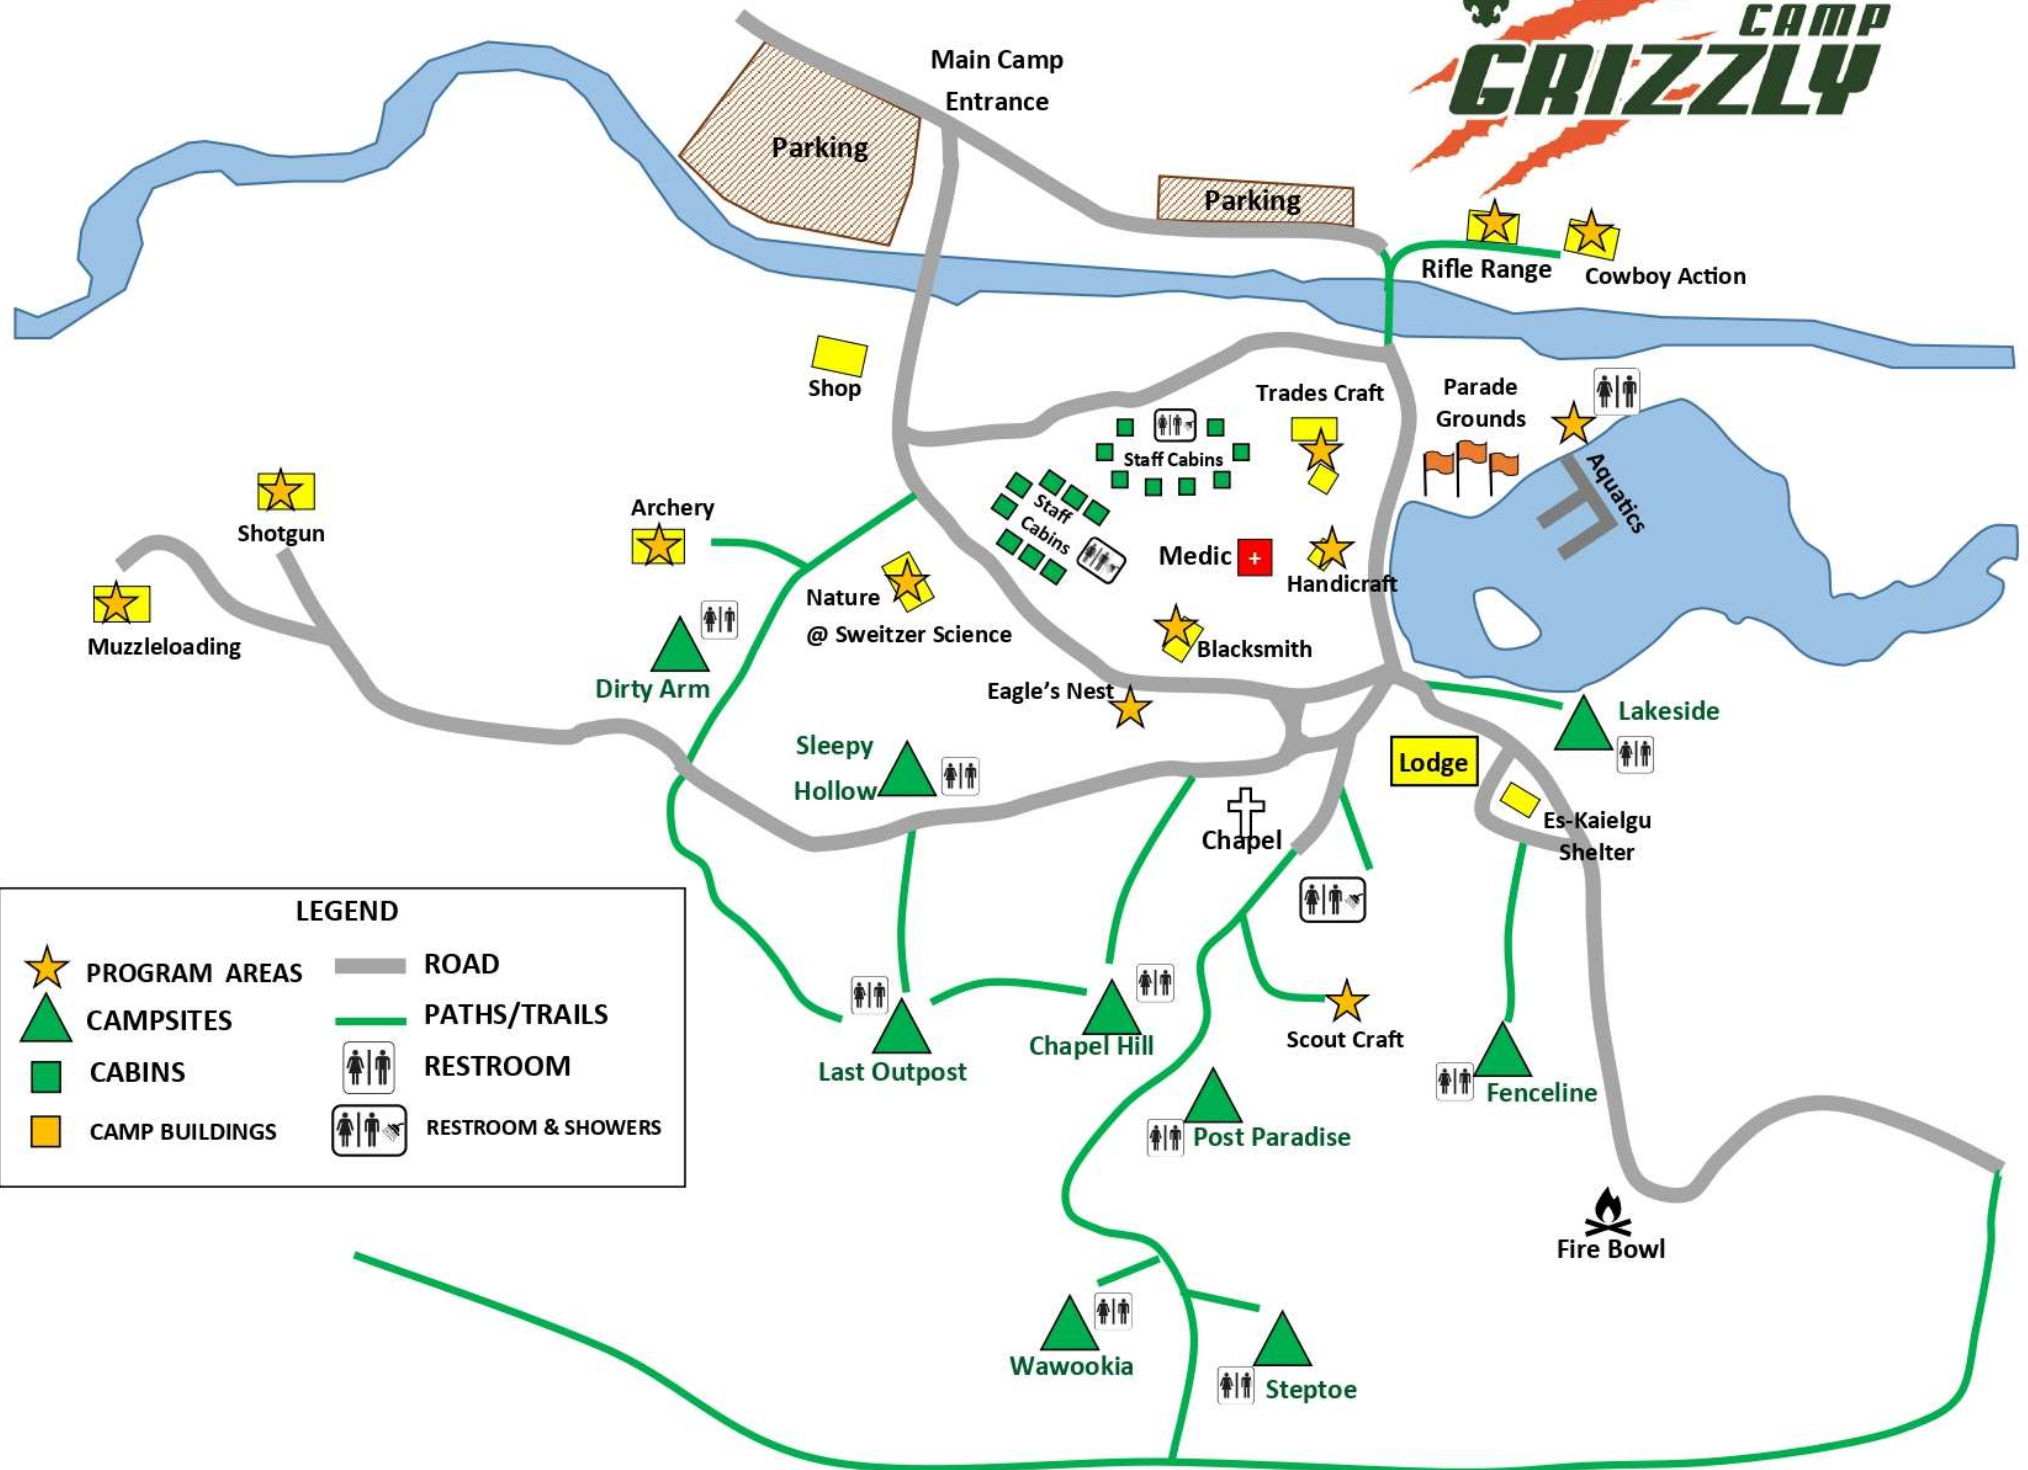 CAMP
GRIZZLY
Main Camp
Entrance
Parking
Parking
Rifle Range
Cowboy Action
Shop
Trades Craft
Parade
Grounds
Staff Cabins
Aquatics
Staff
Cabins
Archery
Shotgun
Medic
+
Handicraft
Nature
@ Sweitzer Science
Muzzleloading
Blacksmith
Dirty Arm
Eagle's Nest
Lakeside
Sleepy
Hollow
Lodge
Es-Kaielgu
Shelter
Chapel
LEGEND
PROGRAM AREAS
ROAD
CAMPSITES
PATHS/TRAILS
CABINS
RESTROOM
CAMP BUILDINGS
RESTROOM & SHOWERS
Scout Craft
Chapel Hill
Last Outpost
Fenceline
Post Paradise
Fire Bowl
Wawookia
Steptoe